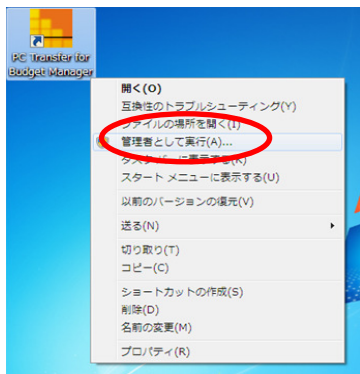 PC Transfer for
Budget Manager
開く(O)
互換性のトラブルシューティング(Y)
ファイルの場所を開く(I)
管理者として実行(A)...
タスク バーに表示する(K)
スタート メニューに表示する(U)
以前のバージョンの復元(V)
送る(N)
切り取り(T)
コピー(C)
ショートカットの作成(S)
削除(D)
名前の変更(M)
プロパティ(R)